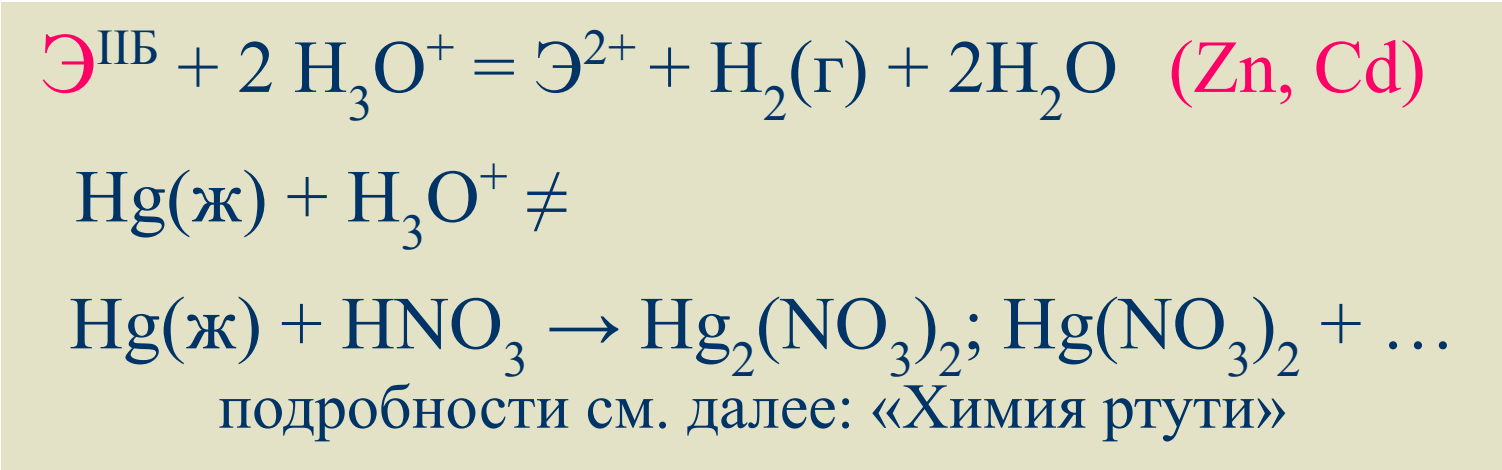 Э^IIБ + 2 H₃O⁺ = Э²⁺ + H₂(г) + 2H₂O (Zn, Cd)
Hg(ж) + H₃O⁺ ≠
Hg(ж) + HNO₃ → Hg₂(NO₃)₂; Hg(NO₃)₂ + …
подробности см. далее: «Химия ртути»